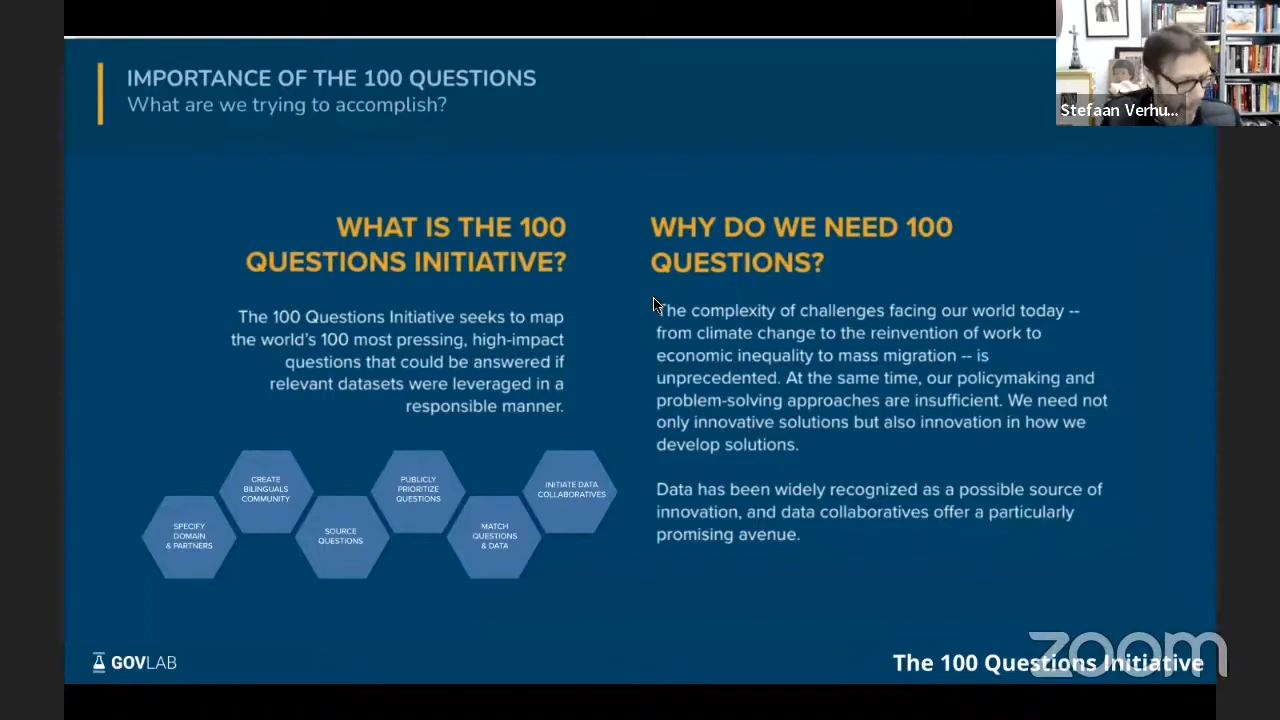 IMPORTANCE OF THE 100 QUESTIONS
What are we trying to accomplish?
Stefaan Verhu...
WHAT IS THE 100
QUESTIONS INITIATIVE?
The 100 Questions Initiative seeks to map
the world's 100 most pressing, high-impact
questions that could be answered if
relevant datasets were leveraged in a
responsible manner.
SPECIFY
DOMAIN
& PARTNERS
CREATE
BILINGUALS
COMMUNITY
SOURCE
QUESTIONS
PUBLICLY
PRIORITIZE
QUESTIONS
MATCH
QUESTIONS
& DATA
INITIATE DATA
COLLABORATIVES
WHY DO WE NEED 100
QUESTIONS?
The complexity of challenges facing our world today --
from climate change to the reinvention of work to
economic inequality to mass migration -- is
unprecedented. At the same time, our policymaking and
problem-solving approaches are insufficient. We need not
only innovative solutions but also innovation in how we
develop solutions.
Data has been widely recognized as a possible source of
innovation, and data collaboratives offer a particularly
promising avenue.
GOVLAB
The 100 Questions Initiative
zoom